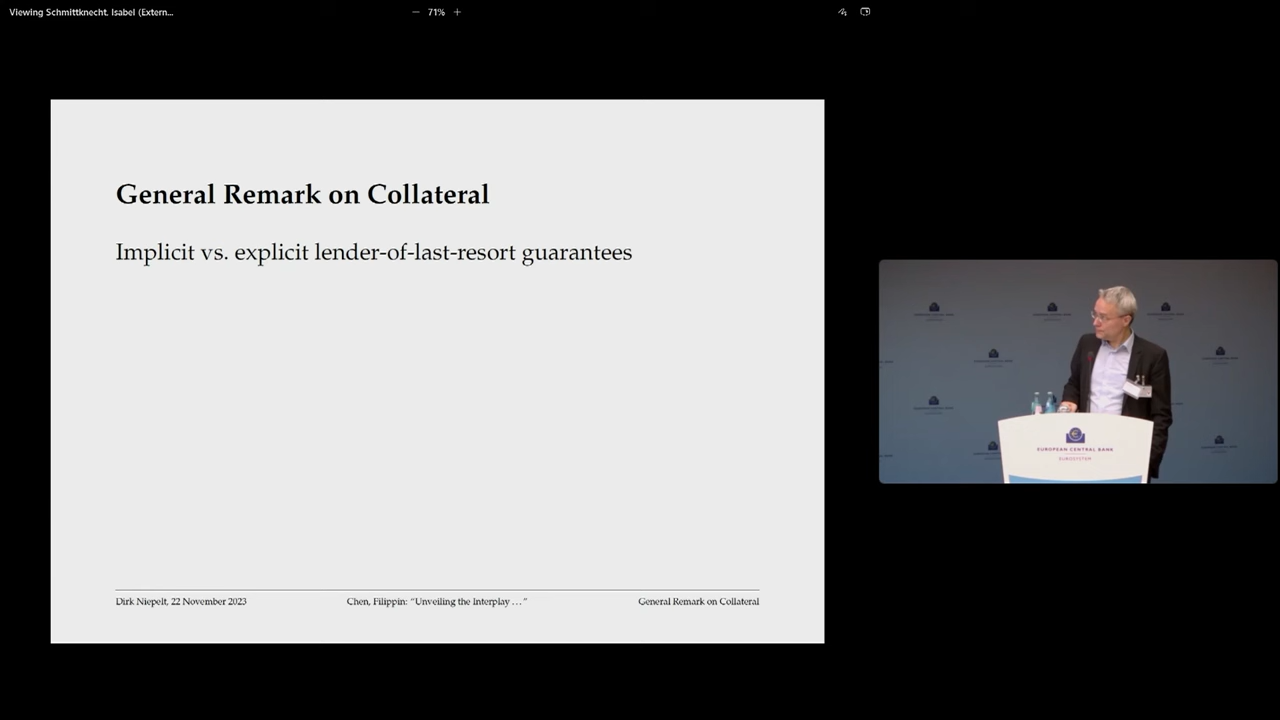 Viewing Schmittknecht, Isabel (Extern...
71%
General Remark on Collateral
Implicit vs. explicit lender-of-last-resort guarantees
Dirk Niepelt, 22 November 2023
Chen, Filippin: “Unveiling the Interplay . . . ”
General Remark on Collateral
EUROPEAN CENTRAL BANK
EUROSYSTEM